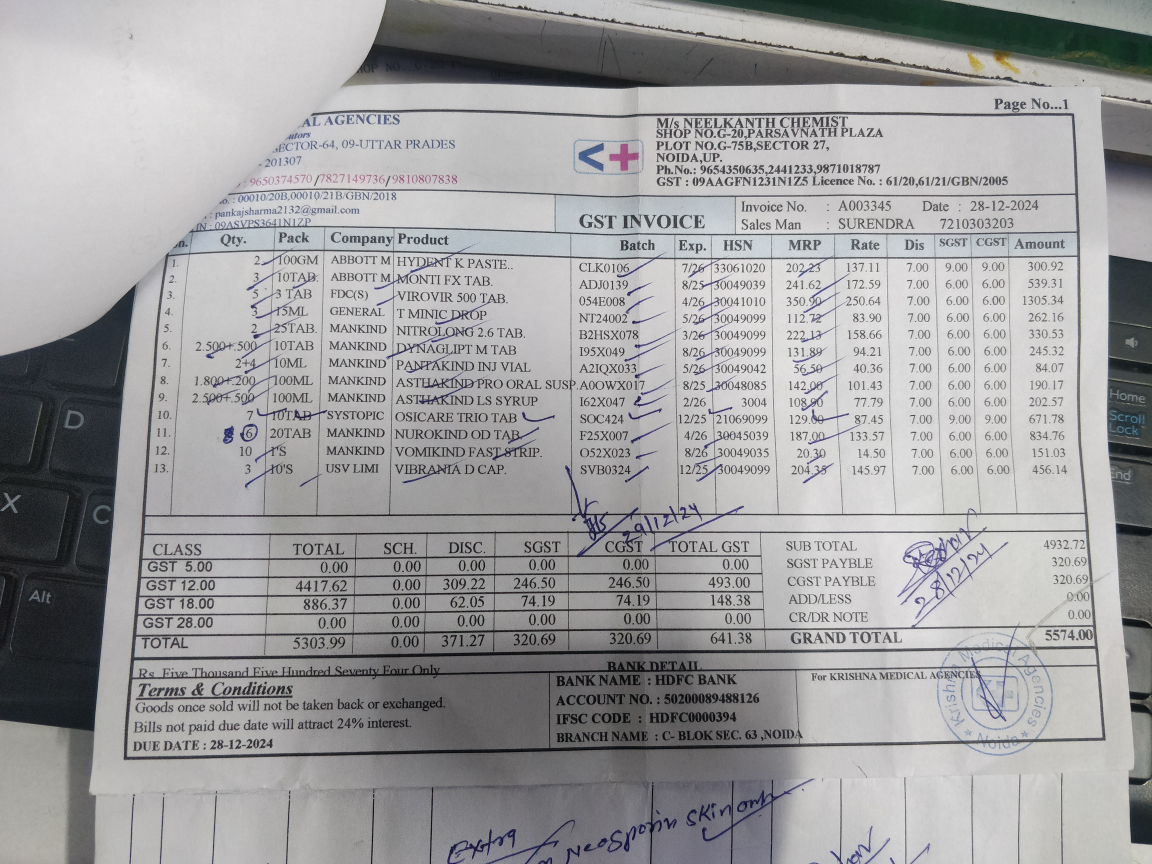 Page No...1
AL AGENCIES
SECTOR-64, 09-UTTAR PRADES
- 201307
: 9650374570/7827149736/9810807838
: 00010/20B,00010/21B/GBN/2018
: pankajsharma2132@gmail.com
: 09ASVPS3641N1ZP
M/s NEELKANTH CHEMIST
SHOP NO.G-20,PARSAVNATH PLAZA
PLOT NO.G-75B,SECTOR 27,
NOIDA,UP.
Ph.No.: 9654350635,2441233,9871018787
GST : 09AAGFN1231N1Z5 Licence No. : 61/20,61/21/GBN/2005
GST INVOICE
Invoice No. : A003345 Date : 28-12-2024
Sales Man : SURENDRA 7210303203
Qty. Pack Company Product Batch Exp. HSN MRP Rate Dis SGST CGST Amount
1. 2 100GM ABBOTT M HYDENT K PASTE.. CLK0106 7/26 33061020 202.23 137.11 7.00 9.00 9.00 300.92
2. 3 10TAB ABBOTT M MONTI FX TAB. ADJ0139 8/25 30049099 241.62 172.59 7.00 6.00 6.00 539.31
3. 5 3 TAB FDC(S) VIROVIR 500 TAB. 054E008 4/26 30041010 350.90 250.64 7.00 6.00 6.00 1305.34
4. 3 15ML GENERAL T MINIC DROP NT24002 5/26 30049099 112.72 83.90 7.00 6.00 6.00 262.16
5. 2 25TAB. MANKIND NITROLONG 2.6 TAB. B2HSX078 3/26 30049099 222.13 158.66 7.00 6.00 6.00 330.53
6. 2.500+.500 10TAB MANKIND DYNAGLIPT M TAB I95X049 8/26 30049099 131.89 94.21 7.00 6.00 6.00 245.32
7. 2+4 10ML MANKIND PANTAKIND INJ VIAL A2IQX033 5/26 30049042 56.50 40.36 7.00 6.00 6.00 84.07
8. 1.800+.200 100ML MANKIND ASTHAKIND PRO ORAL SUSP. A0OWX017 8/25 30048085 142.00 101.43 7.00 6.00 6.00 190.17
9. 2.500+.500 100ML MANKIND ASTHAKIND LS SYRUP I62X047 2/26 3004 108.90 77.79 7.00 6.00 6.00 202.57
10. 7 10TAB SYSTOPIC OSICARE TRIO TAB SOC424 12/25 21069099 129.00 87.45 7.00 9.00 9.00 671.78
11. 6 20TAB MANKIND NUROKIND OD TAB. F25X007 4/26 30045039 187.00 133.57 7.00 6.00 6.00 834.76
12. 10 1'S MANKIND VOMIKIND FAST STRIP. O52X023 8/26 30049035 20.30 14.50 7.00 6.00 6.00 151.03
13. 3 10'S USV LIMI VIBRANIA D CAP. SVB0324 12/25 30049099 204.35 145.97 7.00 6.00 6.00 456.14
29/12/24
CLASS TOTAL SCH. DISC. SGST CGST TOTAL GST
GST 5.00 0.00 0.00 0.00 0.00 0.00 0.00
GST 12.00 4417.62 0.00 309.22 246.50 246.50 493.00
GST 18.00 886.37 0.00 62.05 74.19 74.19 148.38
GST 28.00 0.00 0.00 0.00 0.00 0.00 0.00
TOTAL 5303.99 0.00 371.27 320.69 320.69 641.38
SUB TOTAL 4932.72
SGST PAYBLE 320.69
CGST PAYBLE 320.69
ADD/LESS 0.00
CR/DR NOTE 0.00
GRAND TOTAL 5574.00
28/12/24
Rs. Five Thousand Five Hundred Seventy Four Only
Terms & Conditions
Goods once sold will not be taken back or exchanged.
Bills not paid due date will attract 24% interest.
DUE DATE : 28-12-2024
BANK DETAIL
BANK NAME : HDFC BANK
ACCOUNT NO. : 50200089488126
IFSC CODE : HDFC0000394
BRANCH NAME : C- BLOK SEC. 63 ,NOIDA
For KRISHNA MEDICAL AGENCIES
Krishna Medical Agencies
Noida
Extra
Neosporin Skin
D
X
C
Alt
Home
Scroll
Lock
End